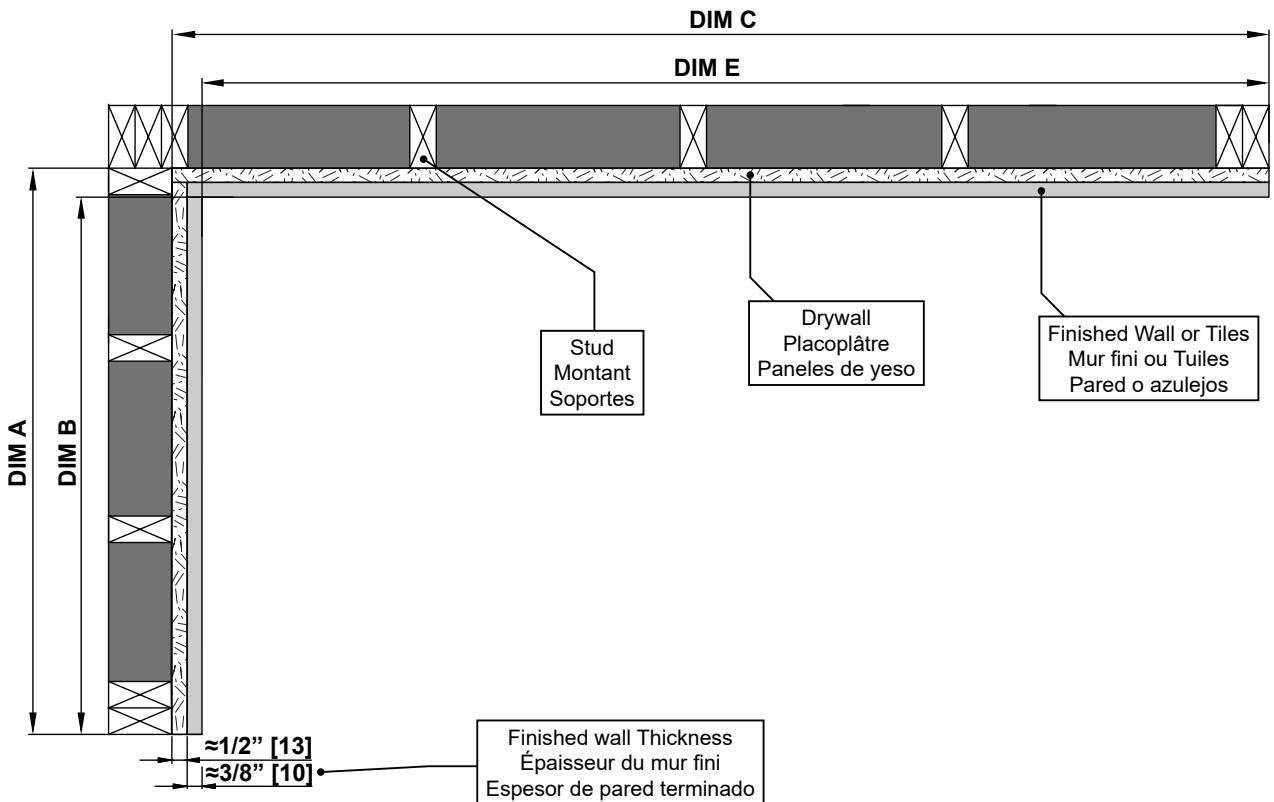 DIM C
DIM E
DIM A
DIM B
Stud
Montant
Soportes
Drywall
Placoplâtre
Paneles de yeso
Finished Wall or Tiles
Mur fini ou Tuiles
Pared o azulejos
≈1/2” [13]
≈3/8” [10]
Finished wall Thickness
Épaisseur du mur fini
Espesor de pared terminado